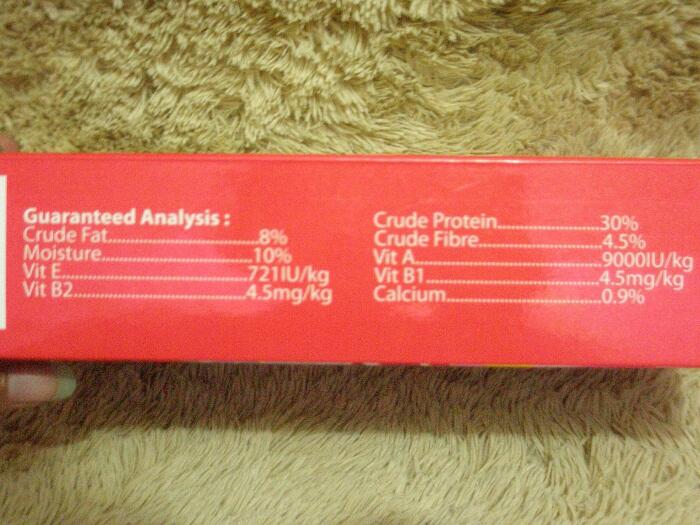 Guaranteed Analysis :
Crude Fat..............................8%
Moisture..............................10%
Vit E.....................................721IU/kg
Vit B2..................................4.5mg/kg
Crude Protein....................30%
Crude Fibre........................4.5%
Vit A.....................................9000IU/kg
Vit B1..................................4.5mg/kg
Calcium..............................0.9%